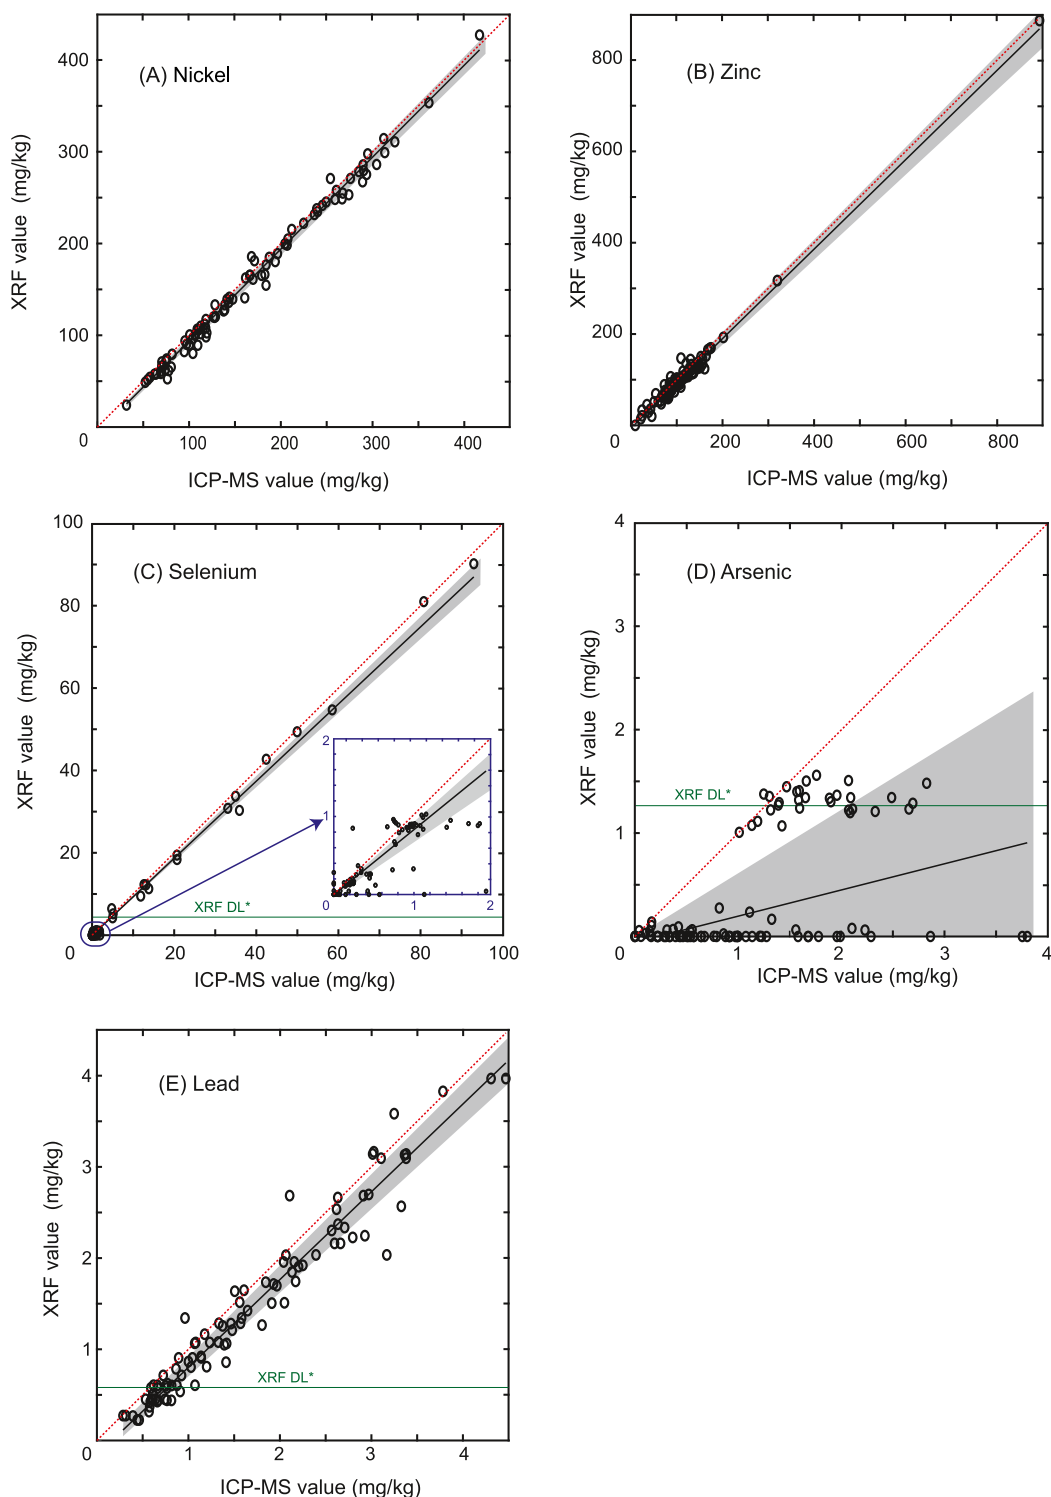 (A) Nickel
XRF value (mg/kg)
400
300
200
100
0
100
200
300
400
ICP-MS value (mg/kg)
(B) Zinc
XRF value (mg/kg)
800
600
400
200
0
200
400
600
800
ICP-MS value (mg/kg)
(C) Selenium
XRF value (mg/kg)
100
80
60
40
20
0
20
40
60
80
100
XRF DL*
2
1
0
1
2
ICP-MS value (mg/kg)
(D) Arsenic
XRF value (mg/kg)
4
3
2
1
0
0
1
2
3
4
XRF DL*
ICP-MS value (mg/kg)
(E) Lead
XRF value (mg/kg)
4
3
2
1
0
1
2
3
4
XRF DL*
ICP-MS value (mg/kg)